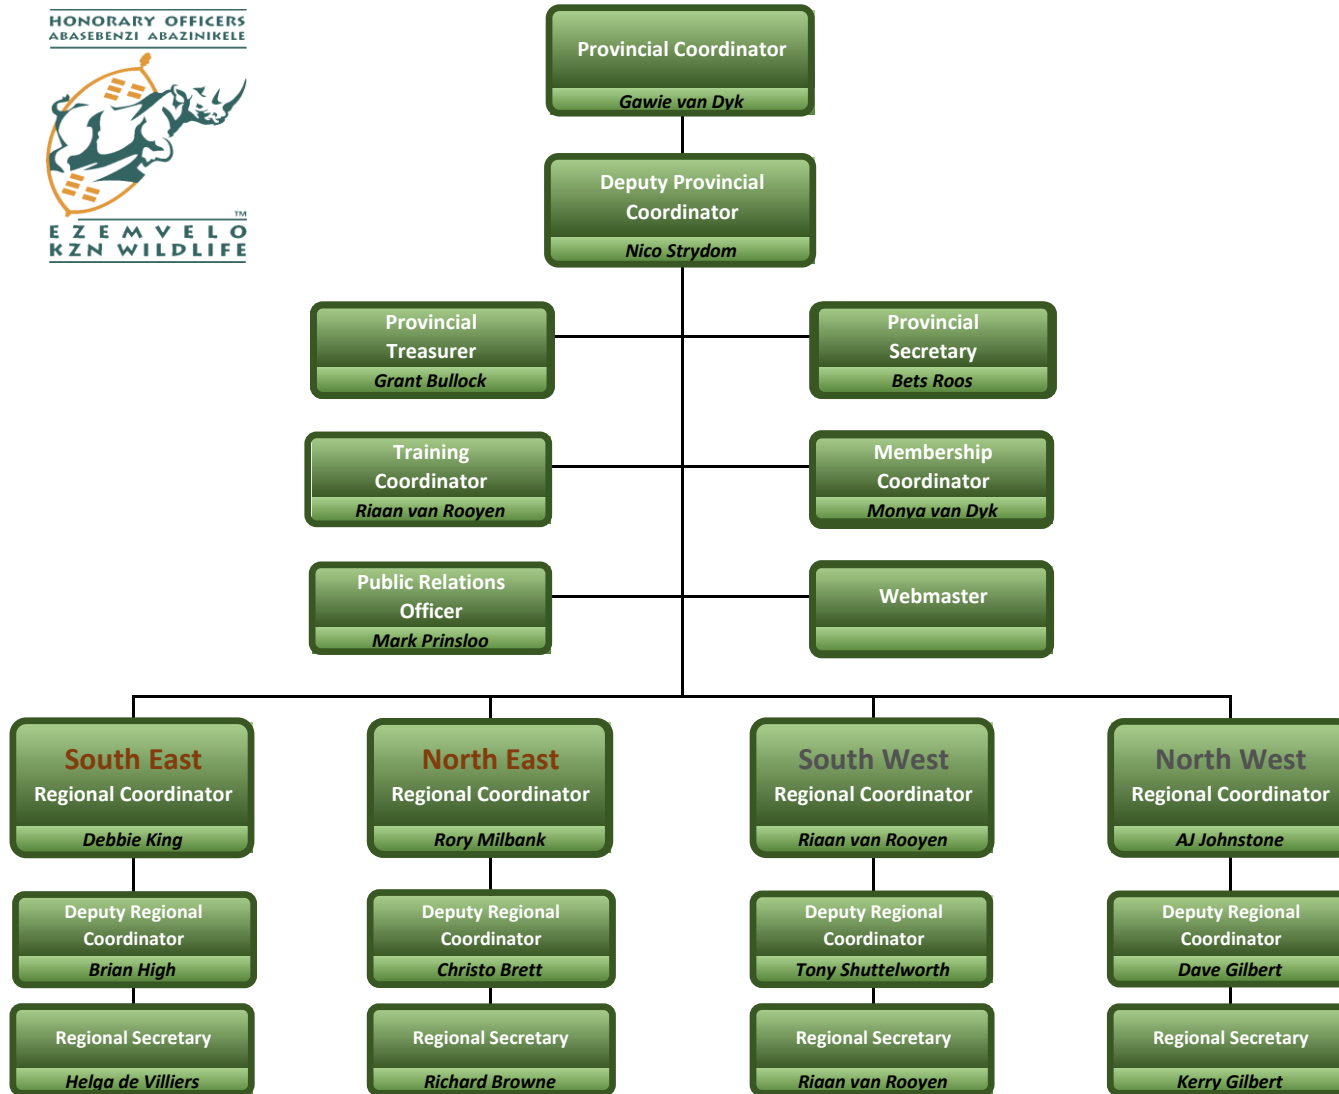 HONORARY OFFICERS
ABASEBENZI ABAZINIKELE
TM
EZEMVELO
KZN WILDLIFE
Provincial Coordinator
Gawie van Dyk
Deputy Provincial
Coordinator
Nico Strydom
Provincial
Treasurer
Grant Bullock
Provincial
Secretary
Bets Roos
Training
Coordinator
Riaan van Rooyen
Membership
Coordinator
Monya van Dyk
Public Relations
Officer
Mark Prinsloo
Webmaster
South East
Regional Coordinator
Debbie King
North East
Regional Coordinator
Rory Milbank
South West
Regional Coordinator
Riaan van Rooyen
North West
Regional Coordinator
AJ Johnstone
Deputy Regional
Coordinator
Brian High
Deputy Regional
Coordinator
Christo Brett
Deputy Regional
Coordinator
Tony Shuttelworth
Deputy Regional
Coordinator
Dave Gilbert
Regional Secretary
Helga de Villiers
Regional Secretary
Richard Browne
Regional Secretary
Riaan van Rooyen
Regional Secretary
Kerry Gilbert